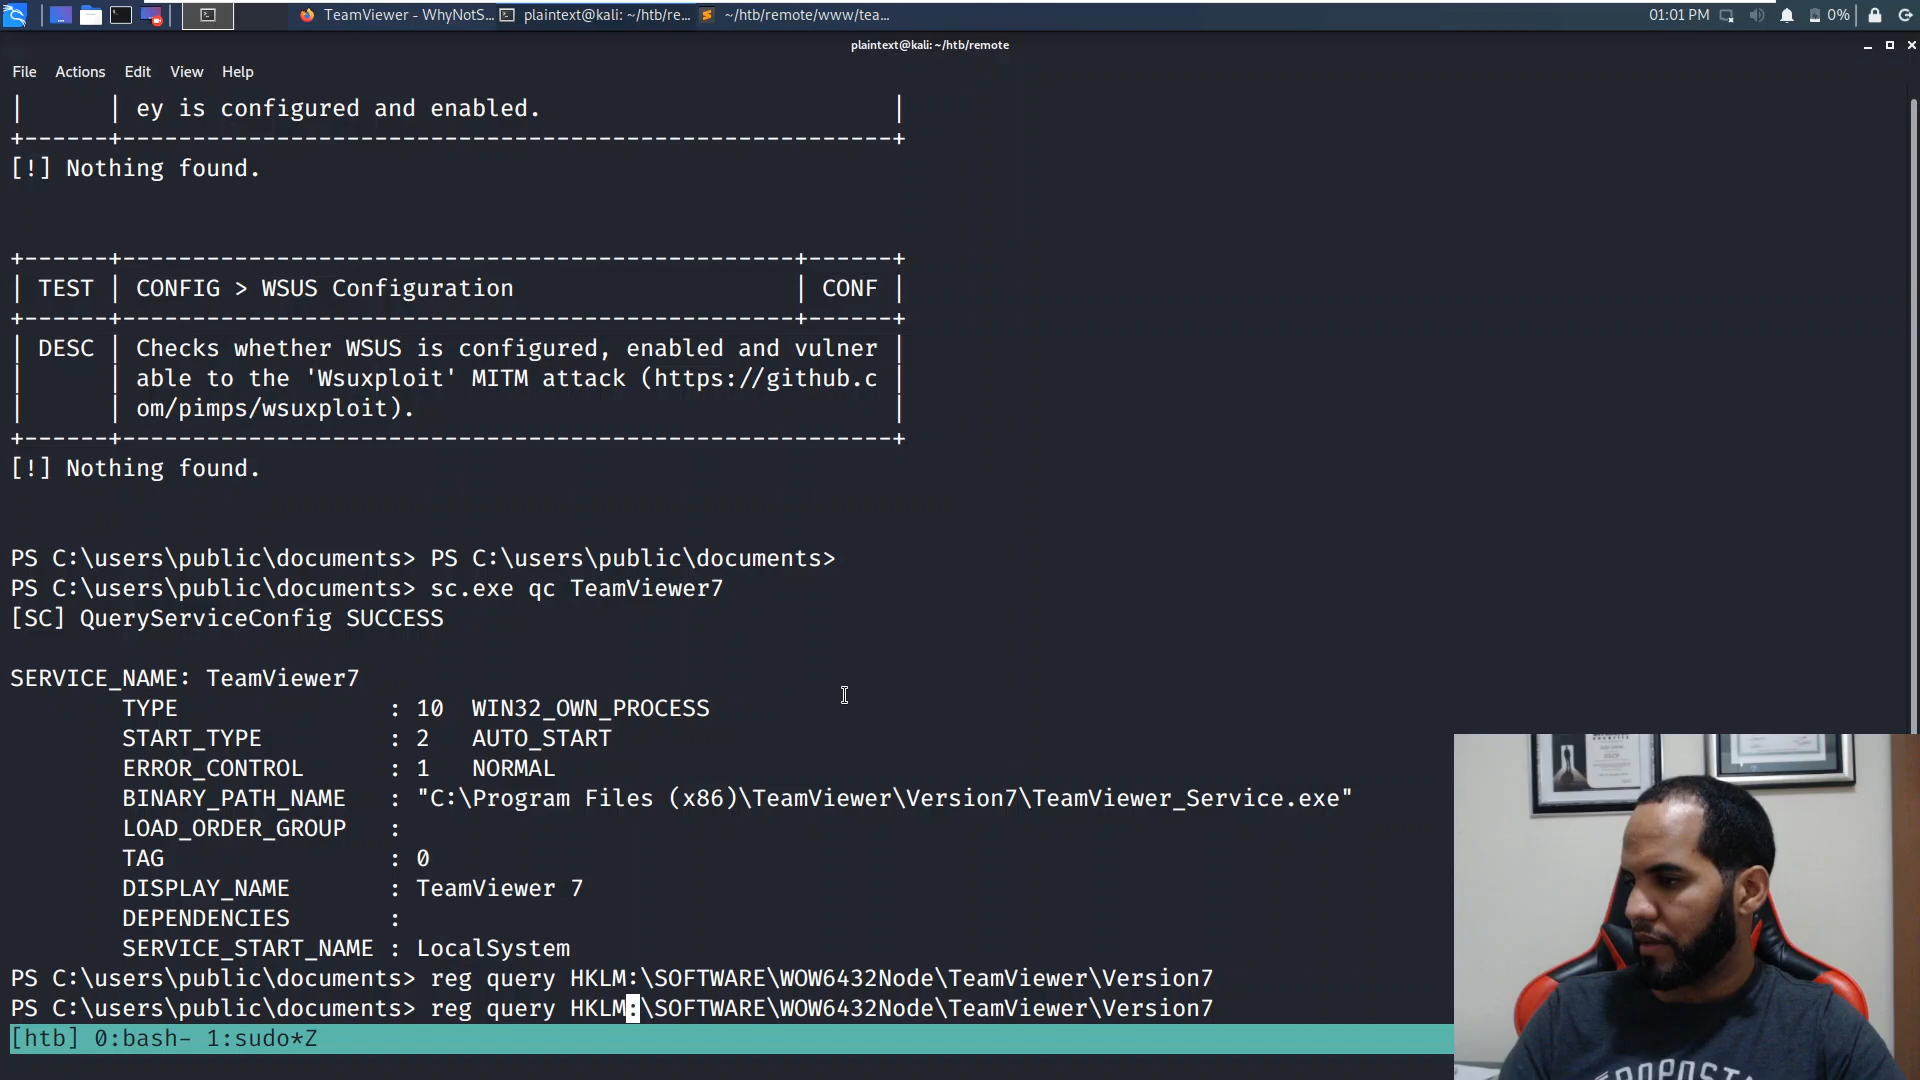 TeamViewer - WhyNotS...
plaintext@kali: ~/htb/re...
~/htb/remote/www/tea...
01:01 PM
0%
plaintext@kali: ~/htb/remote
File Actions Edit View Help
| | ey is configured and enabled. |
+------+------------------------------------------------+------+
[!] Nothing found.
+------+------------------------------------------------+------+
| TEST | CONFIG > WSUS Configuration | CONF |
+------+------------------------------------------------+------+
| DESC | Checks whether WSUS is configured, enabled and vulner |
| | able to the 'Wsuxploit' MITM attack (https://github.c |
| | om/pimps/wsuxploit). |
+------+-------------------------------------------------------+
[!] Nothing found.
PS C:\users\public\documents> PS C:\users\public\documents>
PS C:\users\public\documents> sc.exe qc TeamViewer7
[SC] QueryServiceConfig SUCCESS
SERVICE_NAME: TeamViewer7
TYPE : 10 WIN32_OWN_PROCESS
START_TYPE : 2 AUTO_START
ERROR_CONTROL : 1 NORMAL
BINARY_PATH_NAME : "C:\Program Files (x86)\TeamViewer\Version7\TeamViewer_Service.exe"
LOAD_ORDER_GROUP :
TAG : 0
DISPLAY_NAME : TeamViewer 7
DEPENDENCIES :
SERVICE_START_NAME : LocalSystem
PS C:\users\public\documents> reg query HKLM:\SOFTWARE\WOW6432Node\TeamViewer\Version7
PS C:\users\public\documents> reg query HKLM:\SOFTWARE\WOW6432Node\TeamViewer\Version7
[htb] 0:bash- 1:sudo*Z